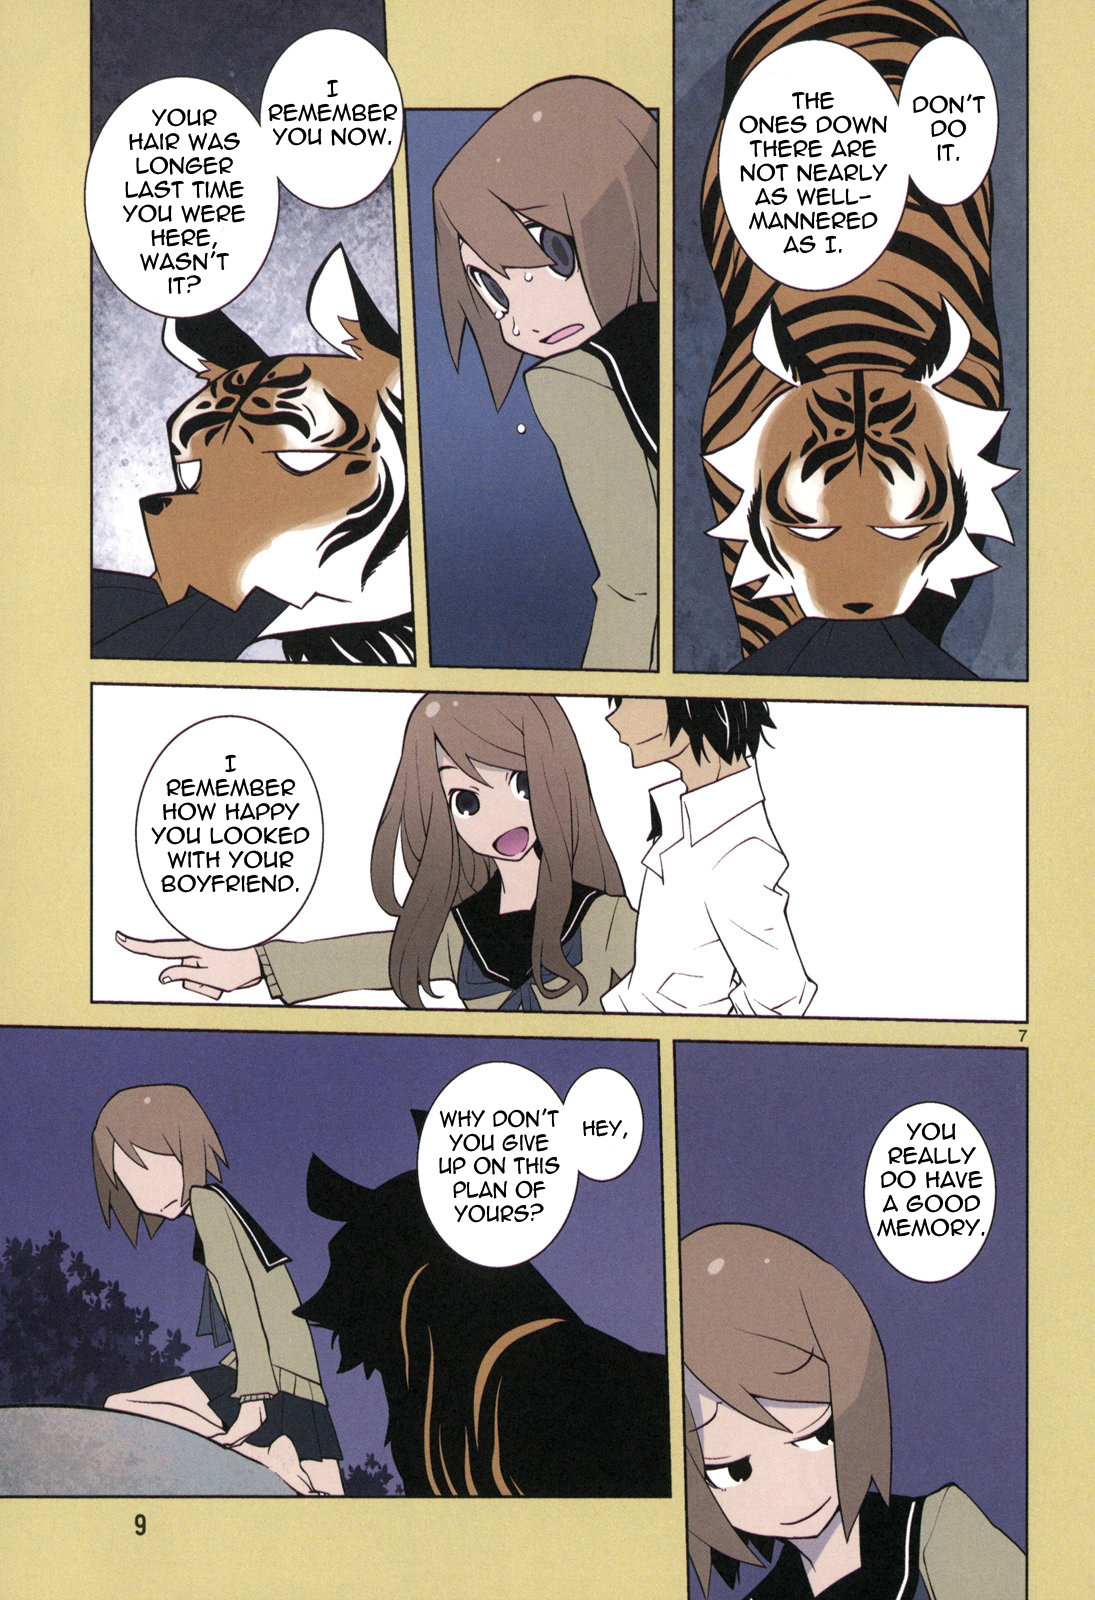 DON'T
DO
IT.
THE
ONES DOWN
THERE ARE
NOT NEARLY
AS WELL-
MANNERED
AS I.
I
REMEMBER
YOU NOW.
YOUR
HAIR WAS
LONGER
LAST TIME
YOU WERE
HERE,
WASN'T
IT?
I
REMEMBER
HOW HAPPY
YOU LOOKED
WITH YOUR
BOYFRIEND.
7
YOU
REALLY
DO HAVE
A GOOD
MEMORY.
HEY,
WHY DON'T
YOU GIVE
UP ON THIS
PLAN OF
YOURS?
9